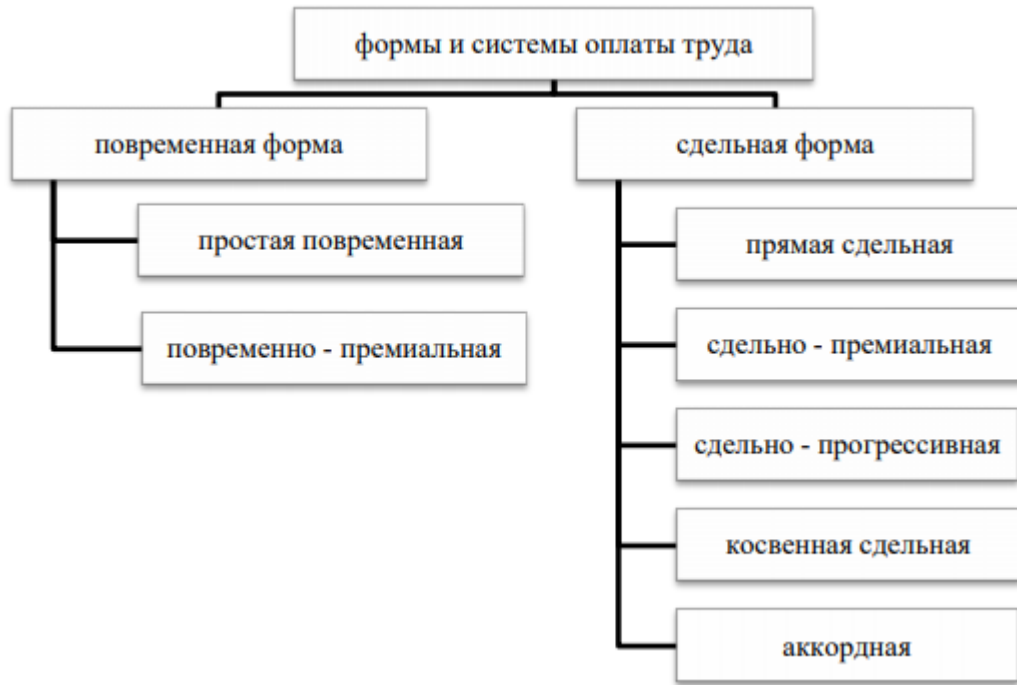 формы и системы оплаты труда
повременная форма
простая повременная
повременно - премиальная
сдельная форма
прямая сдельная
сдельно - премиальная
сдельно - прогрессивная
косвенная сдельная
аккордная